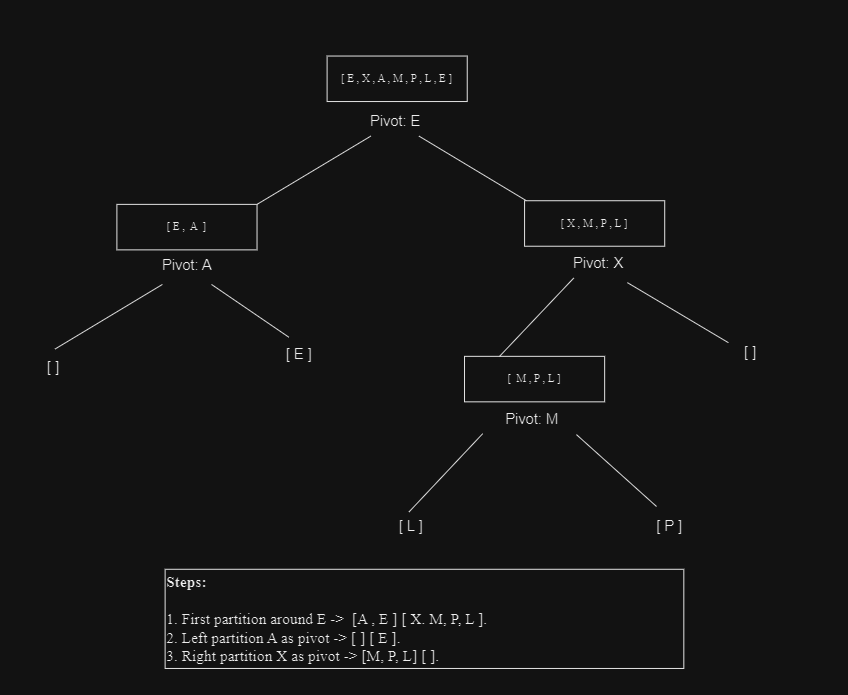 [E,X,A,M,P,L,E]
Pivot: E
[E, A ]
[X,M,P,L]
Pivot: A
Pivot: X
[ ]
[ E ]
[ ]
[ M,P,L]
Pivot: M
[ L ]
[ P ]
Steps:
1. First partition around E -> [A , E ] [ X. M, P, L ].
2. Left partition A as pivot -> [ ] [ E ].
3. Right partition X as pivot -> [M, P, L] [ ].